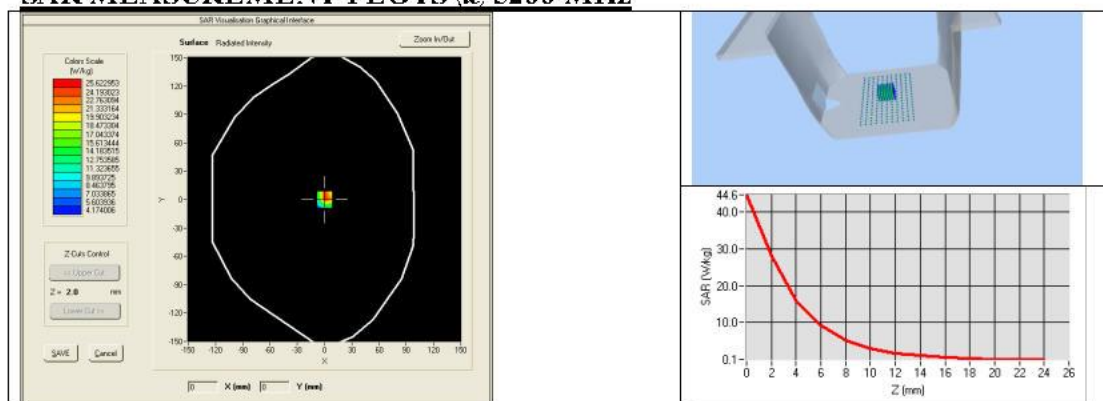 SAR MEASUREMENT PLOTS @ 5200 MHz
SAR Visualisation Graphical Interface
Surface Radiated Intensity
Zoom In/Out
Colors Scale
(W/kg)
25.622953
24.193023
22.763094
21.333164
19.903234
18.473304
17.043374
15.613444
14.183515
12.753585
11.323655
9.893725
8.463795
7.033865
5.603936
4.174006
Z-Cuts Control
<< Upper Cut
Z = 2.0 mm
Lower Cut >>
SAVE Cancel
150-
120-
90-
60-
30-
0-
-30-
-60-
-90-
-120-
-150-
Y
-150 -120 -90 -60 -30 0 30 60 90 120 150
X
0 X (mm) 0 Y (mm)
44.6-
40.0-
30.0-
20.0-
10.0-
0.1-
SAR (W/kg)
0 2 4 6 8 10 12 14 16 18 20 22 24 26
Z (mm)